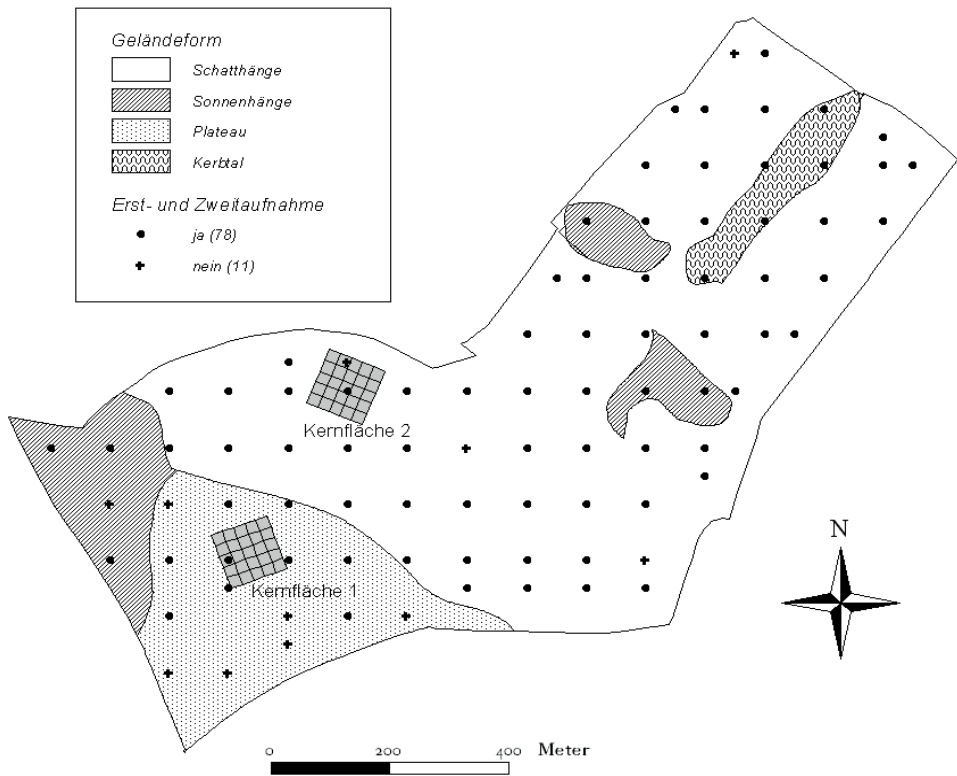 Geländeform
Schatthänge
Sonnenhänge
Plateau
Kerbtal
Erst- und Zweitaufnahme
ja (78)
nein (11)
Kernfläche 2
Kernfläche 1
N
0 200 400 Meter